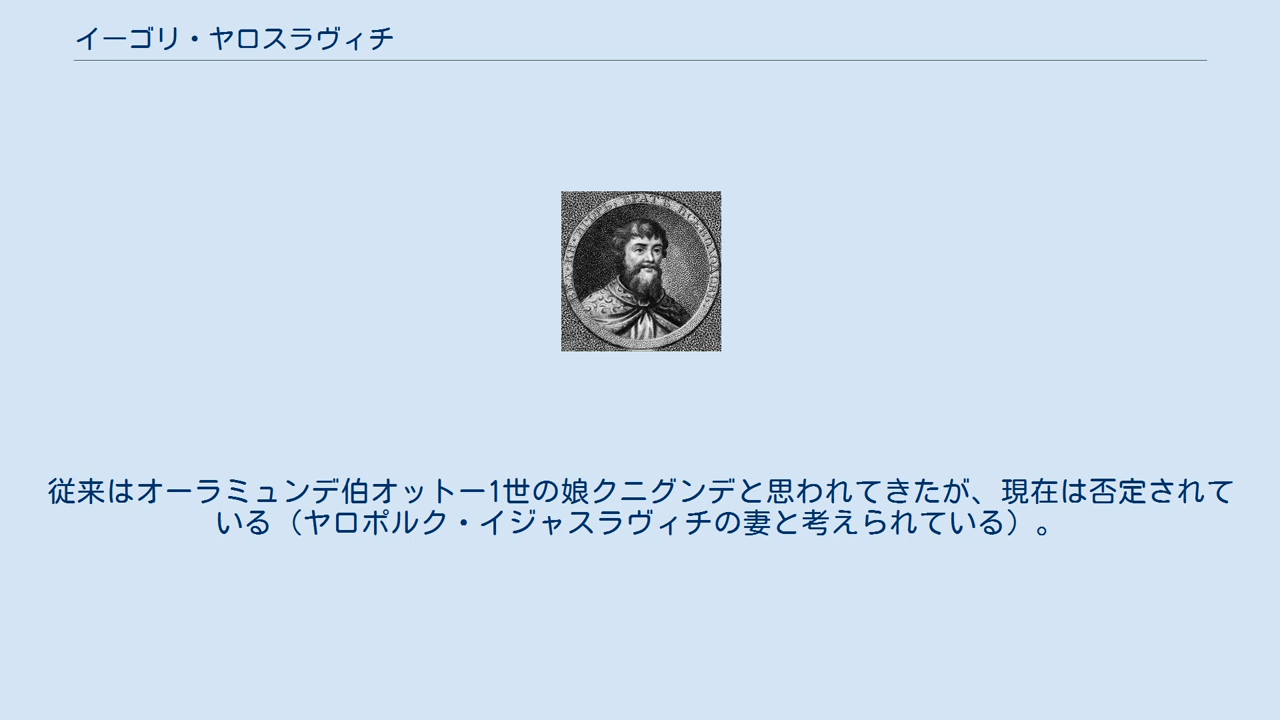 イーゴリ・ヤロスラヴィチ
従来はオーラミュンデ伯オットー1世の娘クニグンデと思われてきたが、現在は否定されて
いる（ヤロポルク・イジャスラヴィチの妻と考えられている）。